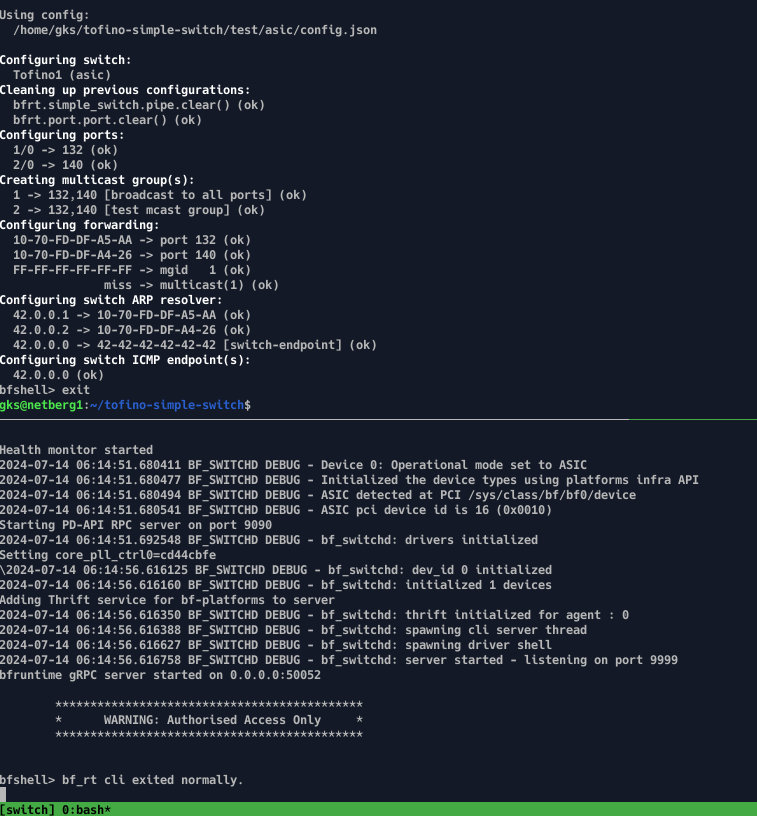 Using config:
  /home/gks/tofino-simple-switch/test/asic/config.json
Configuring switch:
  Tofino1 (asic)
Cleaning up previous configurations:
  bfrt.simple_switch.pipe.clear() (ok)
  bfrt.port.port.clear() (ok)
Configuring ports:
  1/0 -> 132 (ok)
  2/0 -> 140 (ok)
Creating multicast group(s):
  1 -> 132,140 [broadcast to all ports] (ok)
  2 -> 132,140 [test mcast group] (ok)
Configuring forwarding:
  10-70-FD-DF-A5-AA -> port 132 (ok)
  10-70-FD-DF-A4-26 -> port 140 (ok)
  FF-FF-FF-FF-FF-FF -> mgid   1 (ok)
               miss -> multicast(1) (ok)
Configuring switch ARP resolver:
  42.0.0.1 -> 10-70-FD-DF-A5-AA (ok)
  42.0.0.2 -> 10-70-FD-DF-A4-26 (ok)
  42.0.0.0 -> 42-42-42-42-42-42 [switch-endpoint] (ok)
Configuring switch ICMP endpoint(s):
  42.0.0.0 (ok)
bfshell> exit
gks@netberg1:~/tofino-simple-switch$
Health monitor started
2024-07-14 06:14:51.680411 BF_SWITCHD DEBUG - Device 0: Operational mode set to ASIC
2024-07-14 06:14:51.680477 BF_SWITCHD DEBUG - Initialized the device types using platforms infra API
2024-07-14 06:14:51.680494 BF_SWITCHD DEBUG - ASIC detected at PCI /sys/class/bf/bf0/device
2024-07-14 06:14:51.680541 BF_SWITCHD DEBUG - ASIC pci device id is 16 (0x0010)
Starting PD-API RPC server on port 9090
2024-07-14 06:14:51.692548 BF_SWITCHD DEBUG - bf_switchd: drivers initialized
Setting core_pll_ctrl0=cd44cbfe
\2024-07-14 06:14:56.616125 BF_SWITCHD DEBUG - bf_switchd: dev_id 0 initialized
2024-07-14 06:14:56.616160 BF_SWITCHD DEBUG - bf_switchd: initialized 1 devices
Adding Thrift service for bf-platforms to server
2024-07-14 06:14:56.616350 BF_SWITCHD DEBUG - bf_switchd: thrift initialized for agent : 0
2024-07-14 06:14:56.616388 BF_SWITCHD DEBUG - bf_switchd: spawning cli server thread
2024-07-14 06:14:56.616627 BF_SWITCHD DEBUG - bf_switchd: spawning driver shell
2024-07-14 06:14:56.616758 BF_SWITCHD DEBUG - bf_switchd: server started - listening on port 9999
bfruntime gRPC server started on 0.0.0.0:50052
        ********************************************
        *      WARNING: Authorised Access Only     *
        ********************************************
bfshell> bf_rt cli exited normally.
[switch] 0:bash*